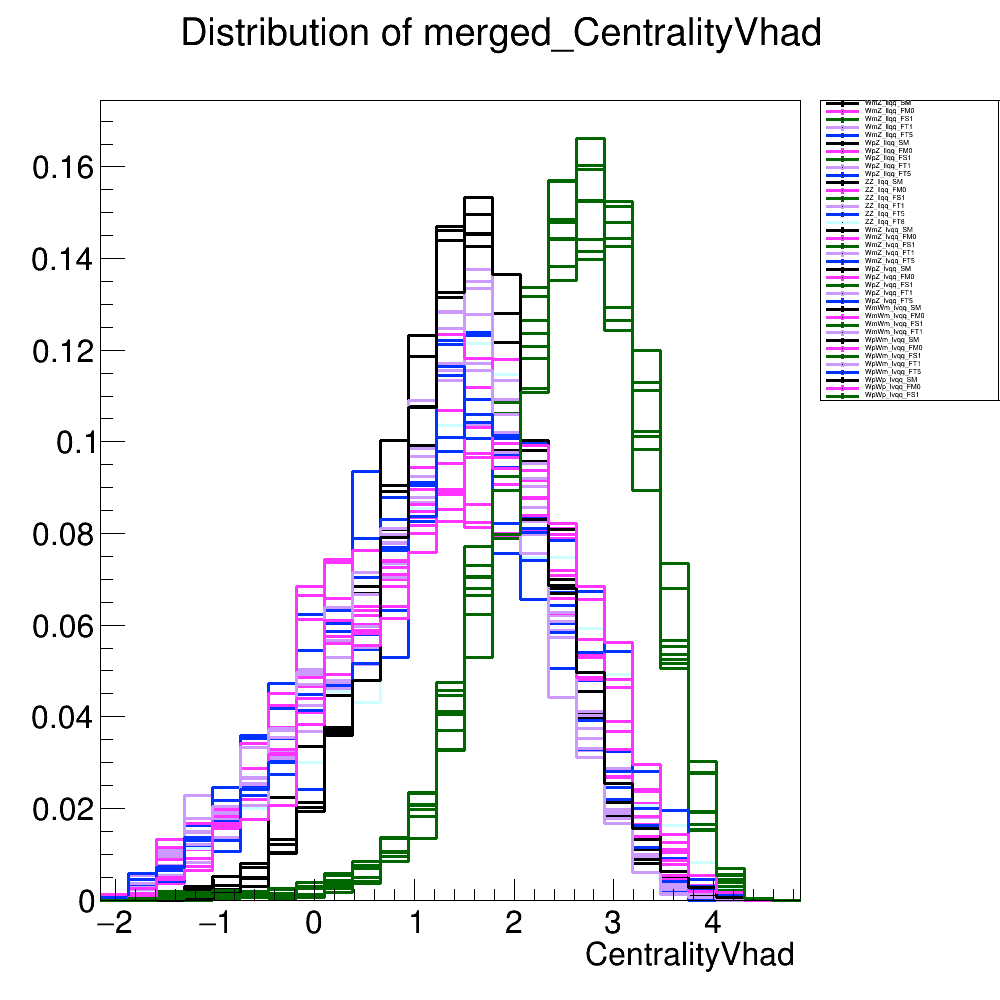 Distribution of merged_CentralityVhad
WmZ_llqq_SM
WmZ_llqq_FM0
WmZ_llqq_FS1
WmZ_llqq_FT1
WmZ_llqq_FT5
WpZ_llqq_SM
WpZ_llqq_FM0
WpZ_llqq_FS1
WpZ_llqq_FT1
WpZ_llqq_FT5
ZZ_llqq_SM
ZZ_llqq_FM0
ZZ_llqq_FS1
ZZ_llqq_FT1
ZZ_llqq_FT5
ZZ_llqq_FT8
WmZ_lvqq_SM
WmZ_lvqq_FM0
WmZ_lvqq_FS1
WmZ_lvqq_FT1
WmZ_lvqq_FT5
WpZ_lvqq_SM
WpZ_lvqq_FM0
WpZ_lvqq_FS1
WpZ_lvqq_FT1
WpZ_lvqq_FT5
WmWm_lvqq_SM
WmWm_lvqq_FM0
WmWm_lvqq_FS1
WmWm_lvqq_FT1
WpWm_lvqq_SM
WpWm_lvqq_FM0
WpWm_lvqq_FS1
WpWm_lvqq_FT1
WpWm_lvqq_FT5
WpWp_lvqq_SM
WpWp_lvqq_FM0
WpWp_lvqq_FS1
0.16
0.14
0.12
0.1
0.08
0.06
0.04
0.02
0
−2 −1 0 1 2 3 4
CentralityVhad